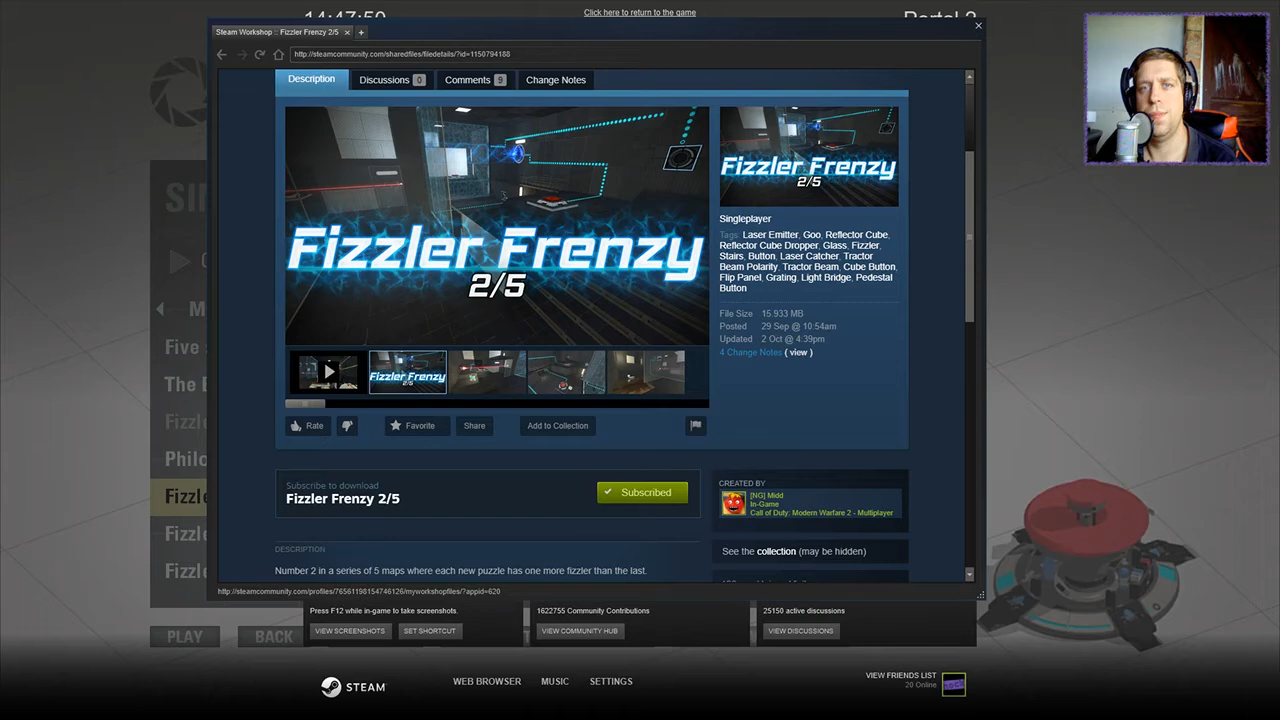 14:47:59
Click here to return to the game
Portal 2
Steam Workshop :: Fizzler Frenzy 2/5
http://steamcommunity.com/sharedfiles/filedetails/?id=1150794188
Description
Discussions 0
Comments 9
Change Notes
Fizzler Frenzy
2/5
Fizzler Frenzy
2/5
Singleplayer
Tags: Laser Emitter, Goo, Reflector Cube,
Reflector Cube Dropper, Glass, Fizzler,
Stairs, Button, Laser Catcher, Tractor
Beam Polarity, Tractor Beam, Cube Button,
Flip Panel, Grating, Light Bridge, Pedestal
Button
File Size 15.933 MB
Posted 29 Sep @ 10:54am
Updated 2 Oct @ 4:39pm
4 Change Notes ( view )
Fizzler Frenzy
2/5
Rate
Favorite
Share
Add to Collection
Subscribe to download
Fizzler Frenzy 2/5
Subscribed
CREATED BY
[NG] Midd
In-Game
Call of Duty: Modern Warfare 2 - Multiplayer
See the collection (may be hidden)
DESCRIPTION
Number 2 in a series of 5 maps where each new puzzle has one more fizzler than the last.
http://steamcommunity.com/profiles/76561198154746126/myworkshopfiles/?appid=620
SI
M
Five
The B
Fizzl
Philo
Fizzle
Fizzl
Fizzl
PLAY
BACK
Press F12 while in-game to take screenshots.
VIEW SCREENSHOTS
SET SHORTCUT
1622755 Community Contributions
VIEW COMMUNITY HUB
25150 active discussions
VIEW DISCUSSIONS
STEAM
WEB BROWSER
MUSIC
SETTINGS
VIEW FRIENDS LIST
20 Online